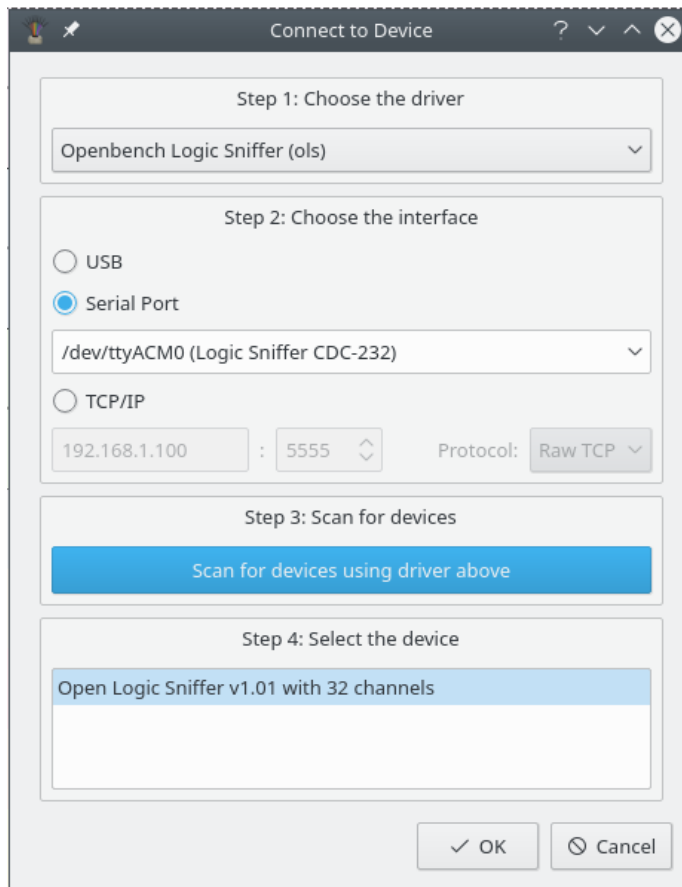 Connect to Device
Step 1: Choose the driver
Openbench Logic Sniffer (ols)
Step 2: Choose the interface
USB
Serial Port
/dev/ttyACM0 (Logic Sniffer CDC-232)
TCP/IP
192.168.1.100 : 5555 Protocol: Raw TCP
Step 3: Scan for devices
Scan for devices using driver above
Step 4: Select the device
Open Logic Sniffer v1.01 with 32 channels
OK Cancel